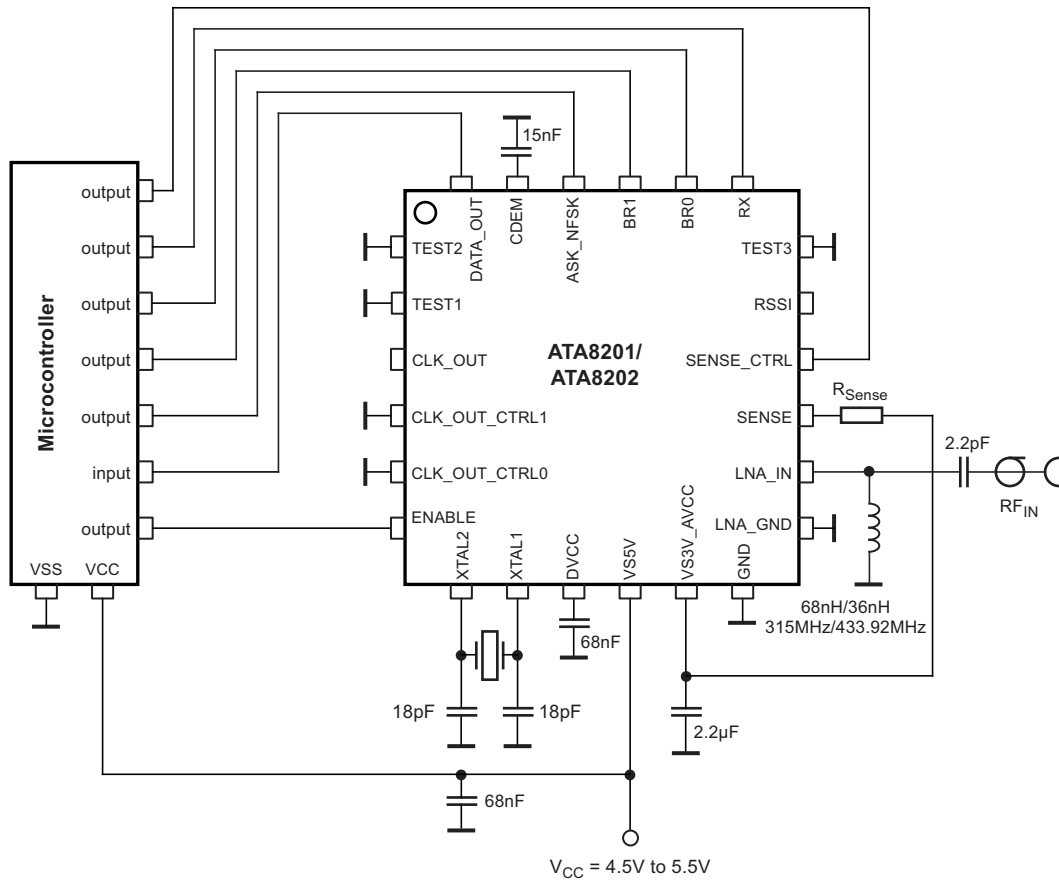 15nF
output
output
output
output
output
input
output
Microcontroller
VSS
VCC
DATA_OUT
CDEM
ASK_NFSK
BR1
BR0
RX
TEST2
TEST1
CLK_OUT
CLK_OUT_CTRL1
CLK_OUT_CTRL0
ENABLE
ATA8201/
ATA8202
TEST3
RSSI
SENSE_CTRL
SENSE
LNA_IN
LNA_GND
XTAL2
XTAL1
DVCC
VS5V
VS3V_AVCC
GND
RSense
2.2pF
RFIN
68nH/36nH
315MHz/433.92MHz
68nF
18pF
18pF
2.2µF
68nF
VCC = 4.5V to 5.5V